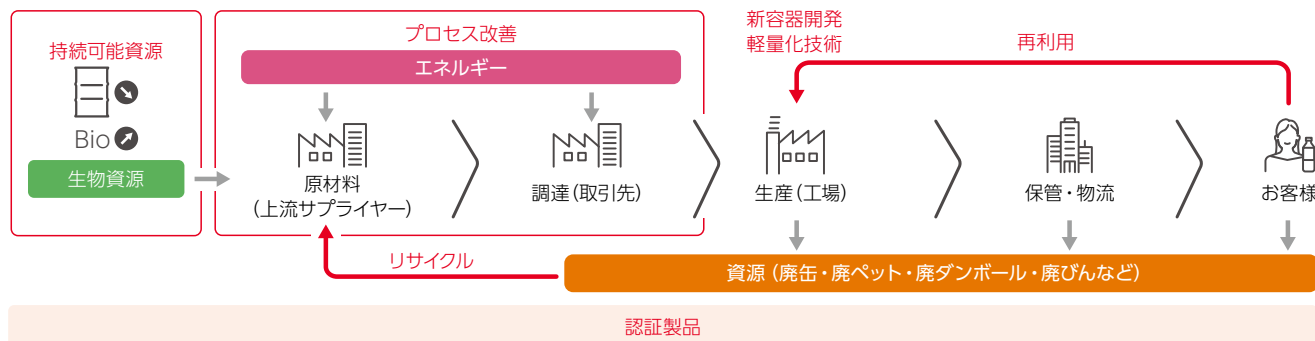 持続可能資源
Bio
生物資源
プロセス改善
エネルギー
原材料
(上流サプライヤー)
調達(取引先)
新容器開発
軽量化技術
再利用
生産(工場)
保管・物流
お客様
リサイクル
資源(廃缶・廃ペット・廃ダンボール・廃びんなど)
認証製品